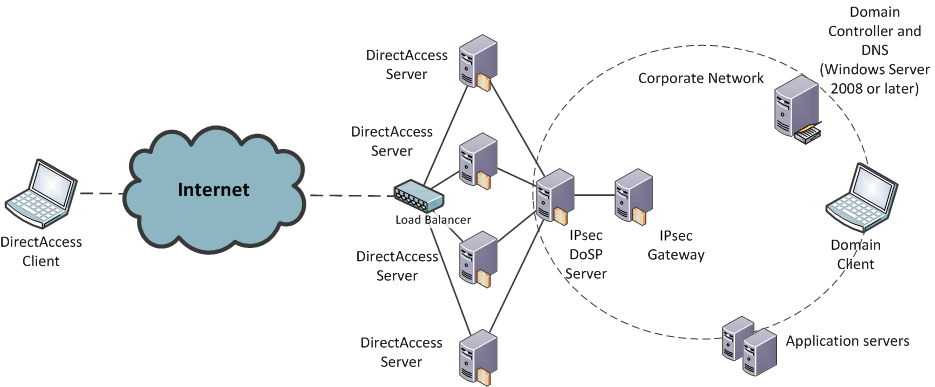 DirectAccess
Client
Internet
Load Balancer
DirectAccess
Server
DirectAccess
Server
DirectAccess
Server
DirectAccess
Server
IPsec
DoSP
Server
IPsec
Gateway
Corporate Network
Domain
Controller and
DNS
(Windows Server
2008 or later)
Domain
Client
Application servers